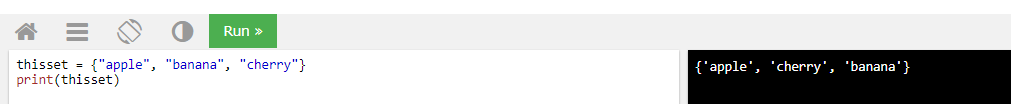 Run »
thisset = {"apple", "banana", "cherry"}
print(thisset)
{'apple', 'cherry', 'banana'}